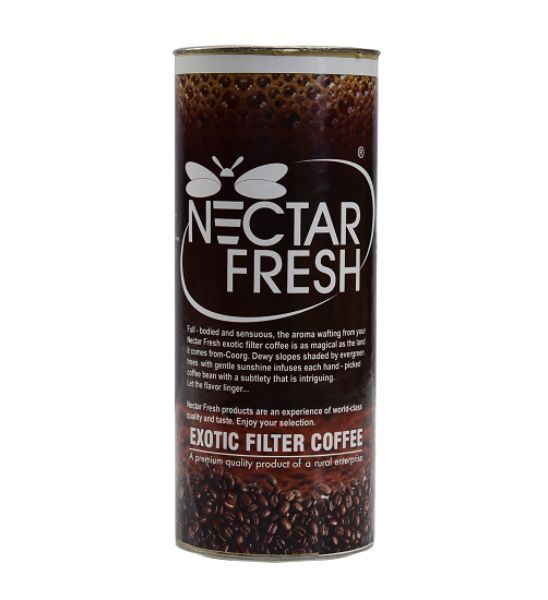 ®
NECTAR
FRESH
Full - bodied and sensuous, the aroma wafting from your
Nectar Fresh exotic filter coffee is as magical as the land
it comes from-Coorg. Dewy slopes shaded by evergreen
trees with gentle sunshine infuses each hand - picked
coffee bean with a subtlety that is intriguing.
Let the flavor linger...
Nectar Fresh products are an experience of world-class
quality and taste. Enjoy your selection.
EXOTIC FILTER COFFEE
A premium quality product of a rural enterprise